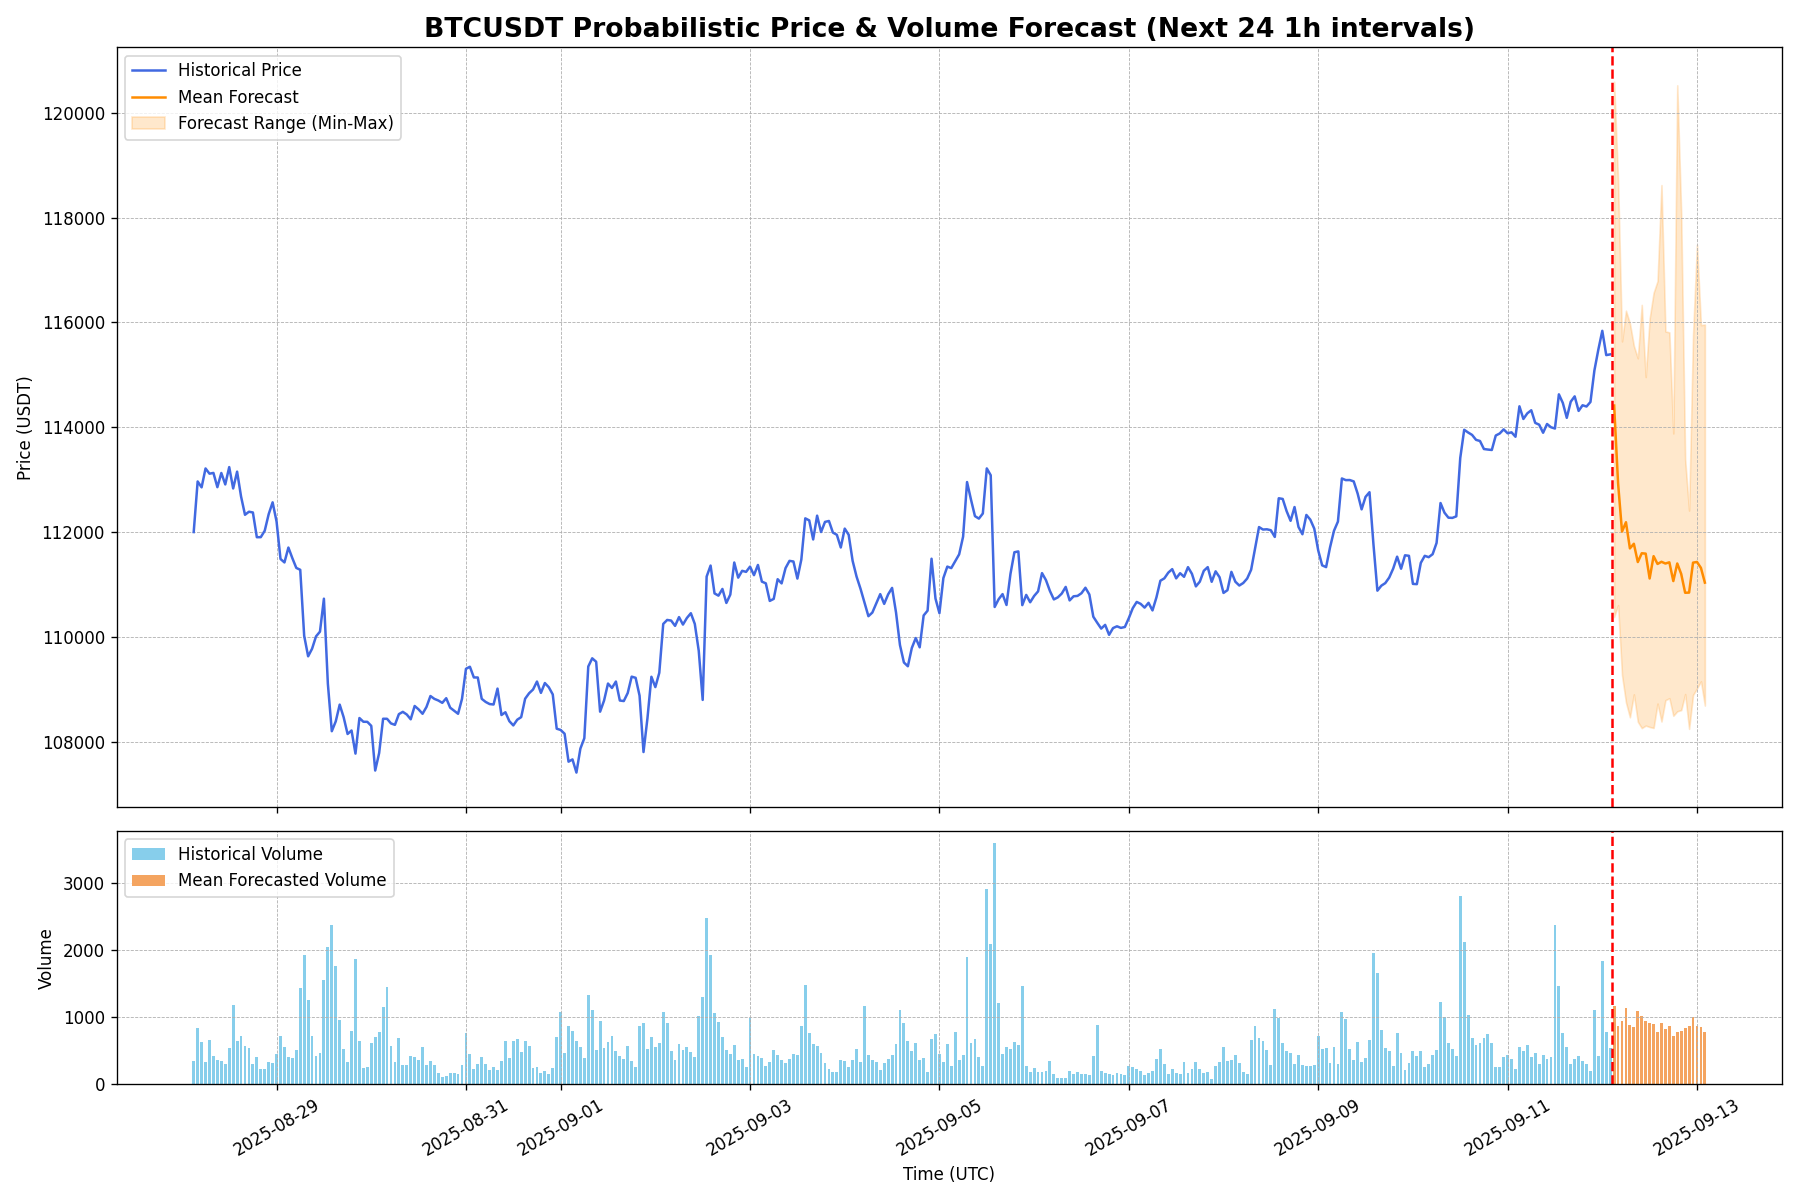 BTCUSDT Probabilistic Price & Volume Forecast (Next 24 1h intervals)
Historical Price
Mean Forecast
Forecast Range (Min-Max)
Price (USDT)
120000
118000
116000
114000
112000
110000
108000
Historical Volume
Mean Forecasted Volume
Volume
3000
2000
1000
0
2025-08-29
2025-08-31
2025-09-01
2025-09-03
2025-09-05
2025-09-07
2025-09-09
2025-09-11
2025-09-13
Time (UTC)